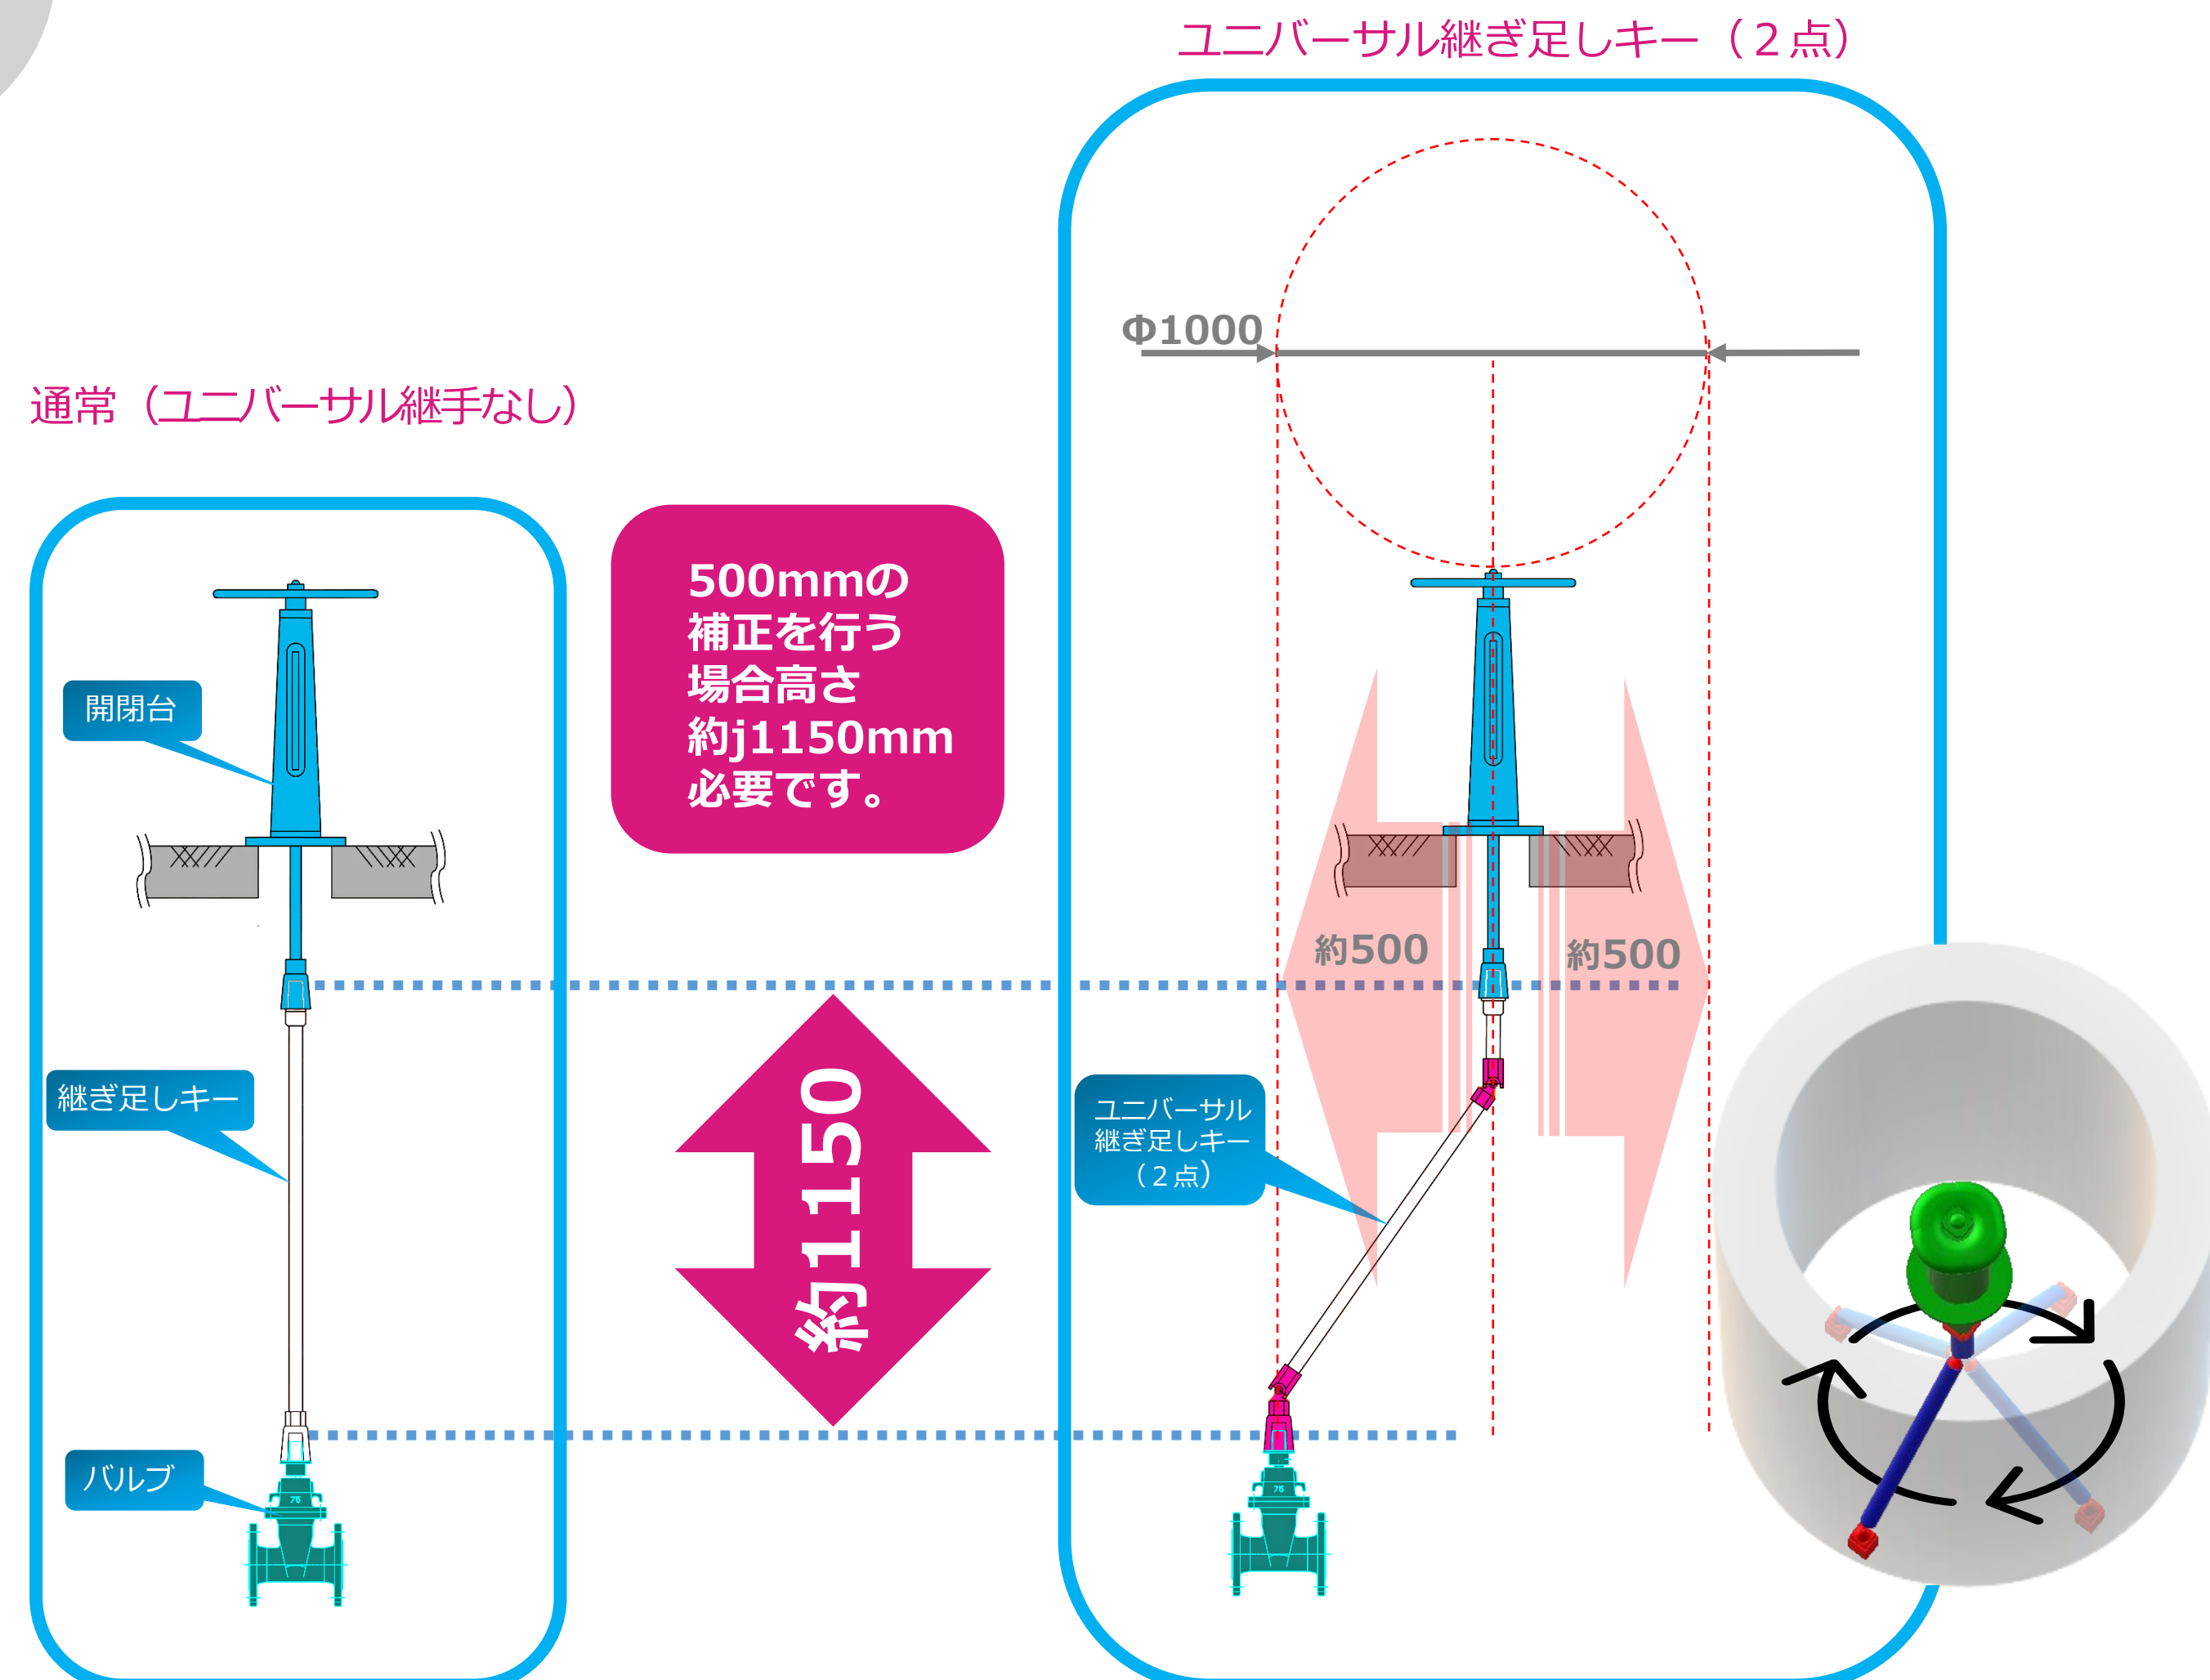 ユニバーサル継ぎ足しキー（２点）
Φ1000
通常（ユニバーサル継手なし）
500mmの
補正を行う
場合高さ
約j1150mm
必要です。
開閉台
約500
約500
継ぎ足しキー
約1150
ユニバーサル
継ぎ足しキー
（２点）
バルブ
75
75